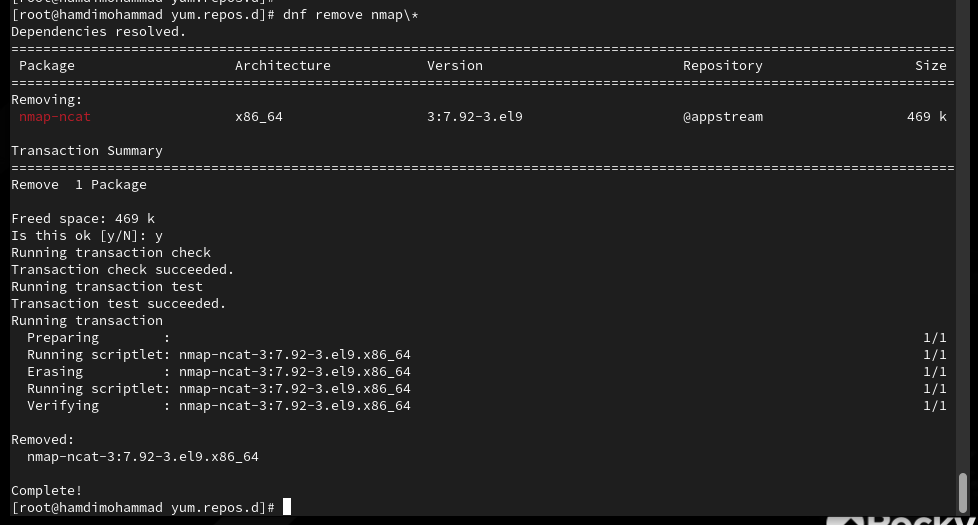 [root@hamdimohammad yum.repos.d]#
[root@hamdimohammad yum.repos.d]# dnf remove nmap\*
Dependencies resolved.
================================================================================
Package Architecture Version Repository Size
================================================================================
Removing:
nmap-ncat x86_64 3:7.92-3.el9 @appstream 469 k
Transaction Summary
================================================================================
Remove 1 Package
Freed space: 469 k
Is this ok [y/N]: y
Running transaction check
Transaction check succeeded.
Running transaction test
Transaction test succeeded.
Running transaction
Preparing : 1/1
Running scriptlet: nmap-ncat-3:7.92-3.el9.x86_64 1/1
Erasing : nmap-ncat-3:7.92-3.el9.x86_64 1/1
Running scriptlet: nmap-ncat-3:7.92-3.el9.x86_64 1/1
Verifying : nmap-ncat-3:7.92-3.el9.x86_64 1/1
Removed:
nmap-ncat-3:7.92-3.el9.x86_64
Complete!
[root@hamdimohammad yum.repos.d]#
Rocky